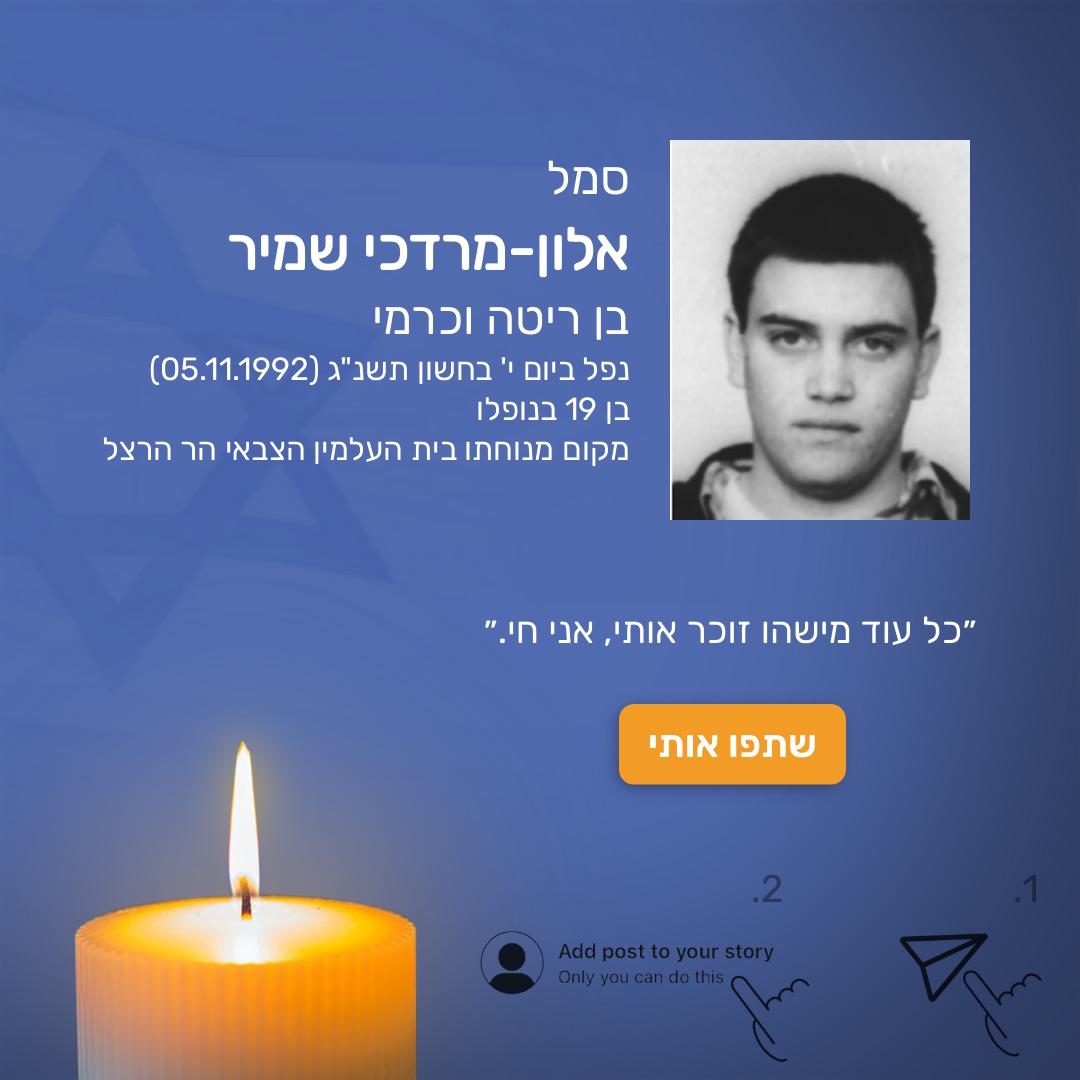 סמל
אלון-מרדכי שמיר
בן ריטה וכרמי
נפל ביום י' בחשון תשנ"ג (05.11.1992)
בן 19 בנופלו
מקום מנוחתו בית העלמין הצבאי הר הרצל
״כל עוד מישהו זוכר אותי, אני חי.״
שתפו אותי
1.
2.
Add post to your story
Only you can do this